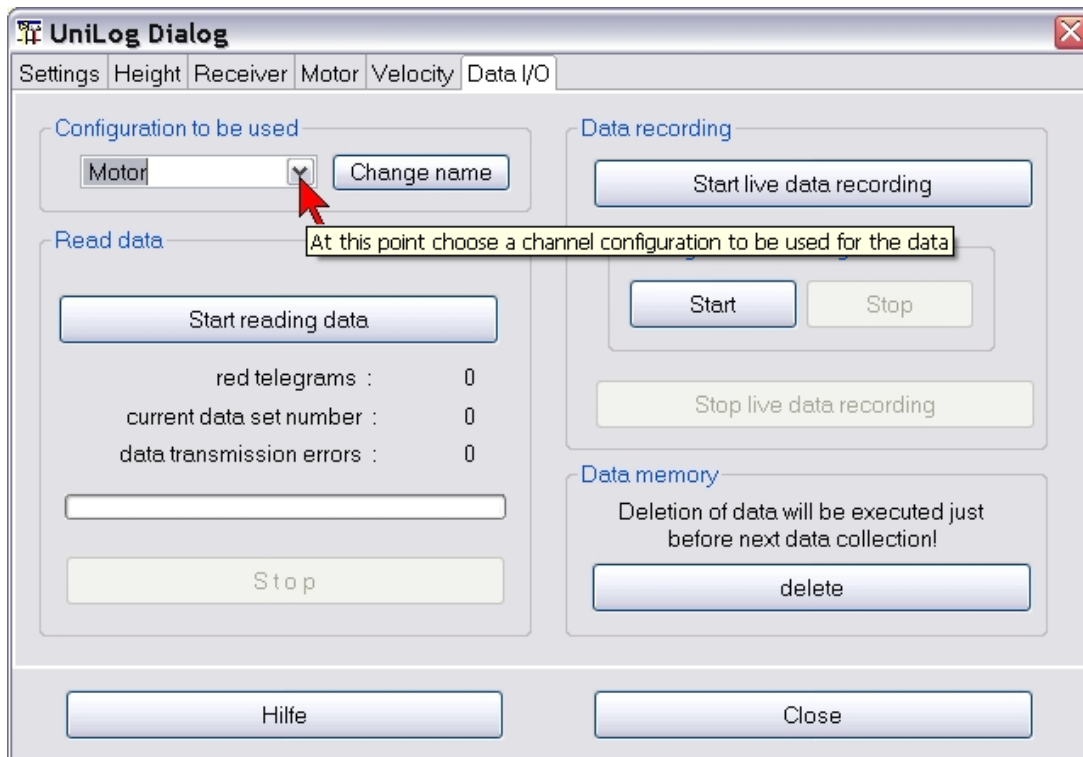 UniLog Dialog
Settings Height Receiver Motor Velocity Data I/O
Configuration to be used
Motor
Change name
Read data
At this point choose a channel configuration to be used for the data
Start reading data
red telegrams : 0
current data set number : 0
data transmission errors : 0
Stop
Data recording
Start live data recording
Start
Stop
Stop live data recording
Data memory
Deletion of data will be executed just
before next data collection!
delete
Hilfe
Close